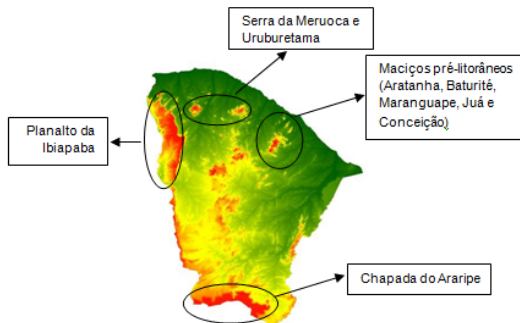 Serra da Meruoca e
Uruburetama
Maciços pré-litorâneos
(Aratanha, Baturité,
Maranguape, Juá e
Conceição)
Planalto da
Ibiapaba
Chapada do Araripe